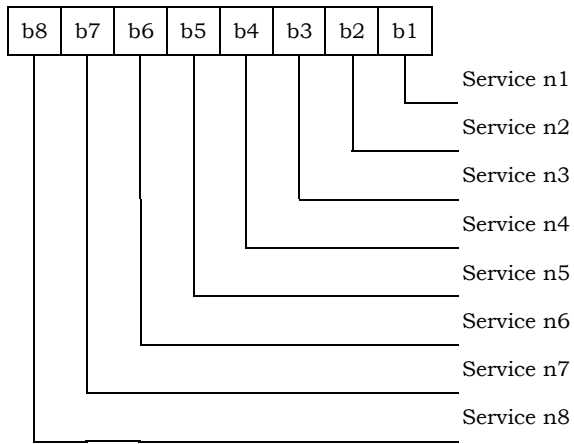 b8 b7 b6 b5 b4 b3 b2 b1
Service n1
Service n2
Service n3
Service n4
Service n5
Service n6
Service n7
Service n8